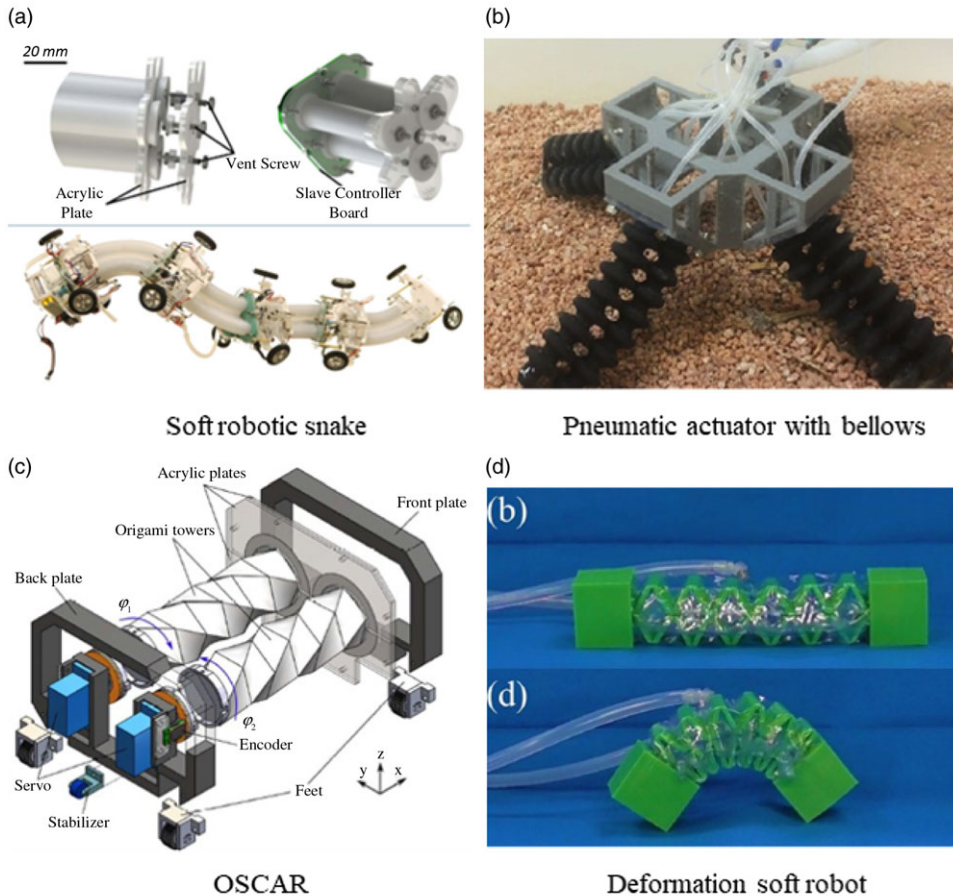 (a)
20 mm
Vent Screw
Acrylic
Plate
Slave Controller
Board
Soft robotic snake
(b)
Pneumatic actuator with bellows
(c)
Acrylic plates
Front plate
Origami towers
Back plate
φ₁
φ₂
Encoder
Servo
Feet
Stabilizer
z
y
x
OSCAR
(d)
(b)
(d)
Deformation soft robot